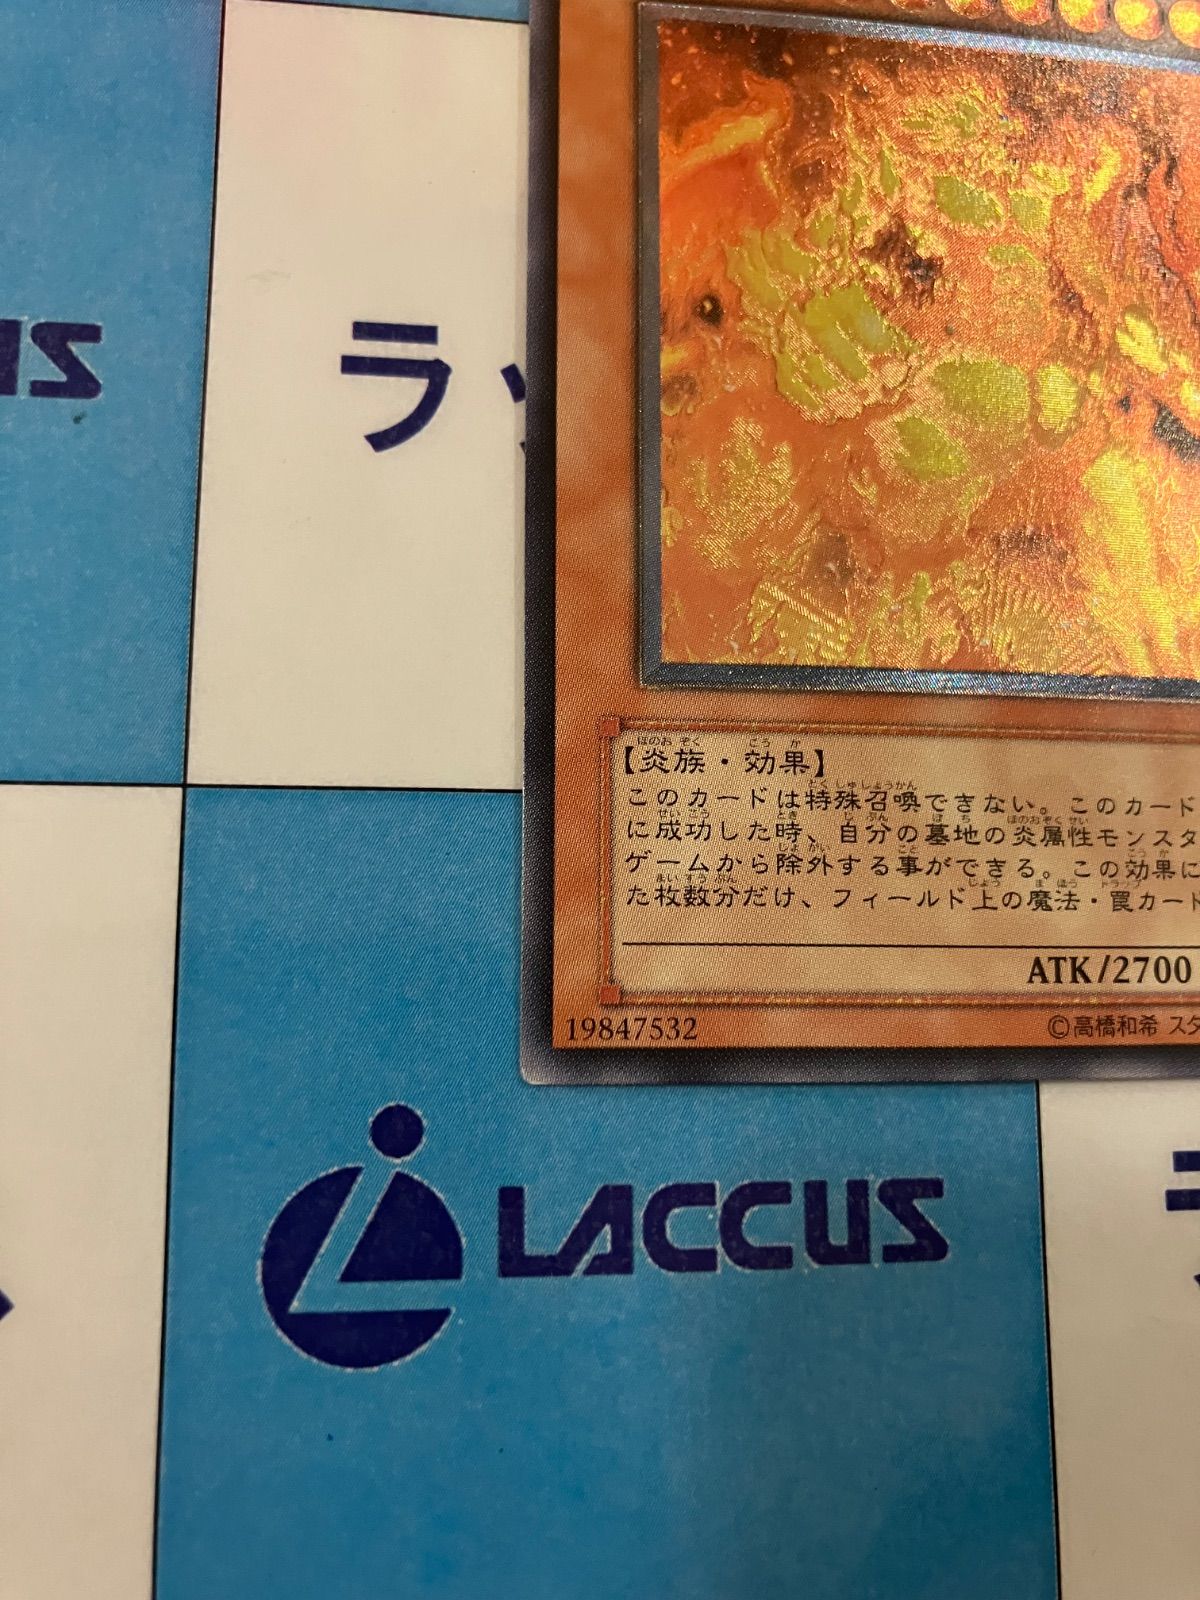 ラッ
【炎族・効果】
このカードは特殊召喚できない。このカード
に成功した時、自分の墓地の炎属性モンスタ
ゲームから除外する事ができる。この効果に
た枚数分だけ、フィールド上の魔法・罠カード
ATK/2700
19847532
©高橋和希 スタ
LACCUS